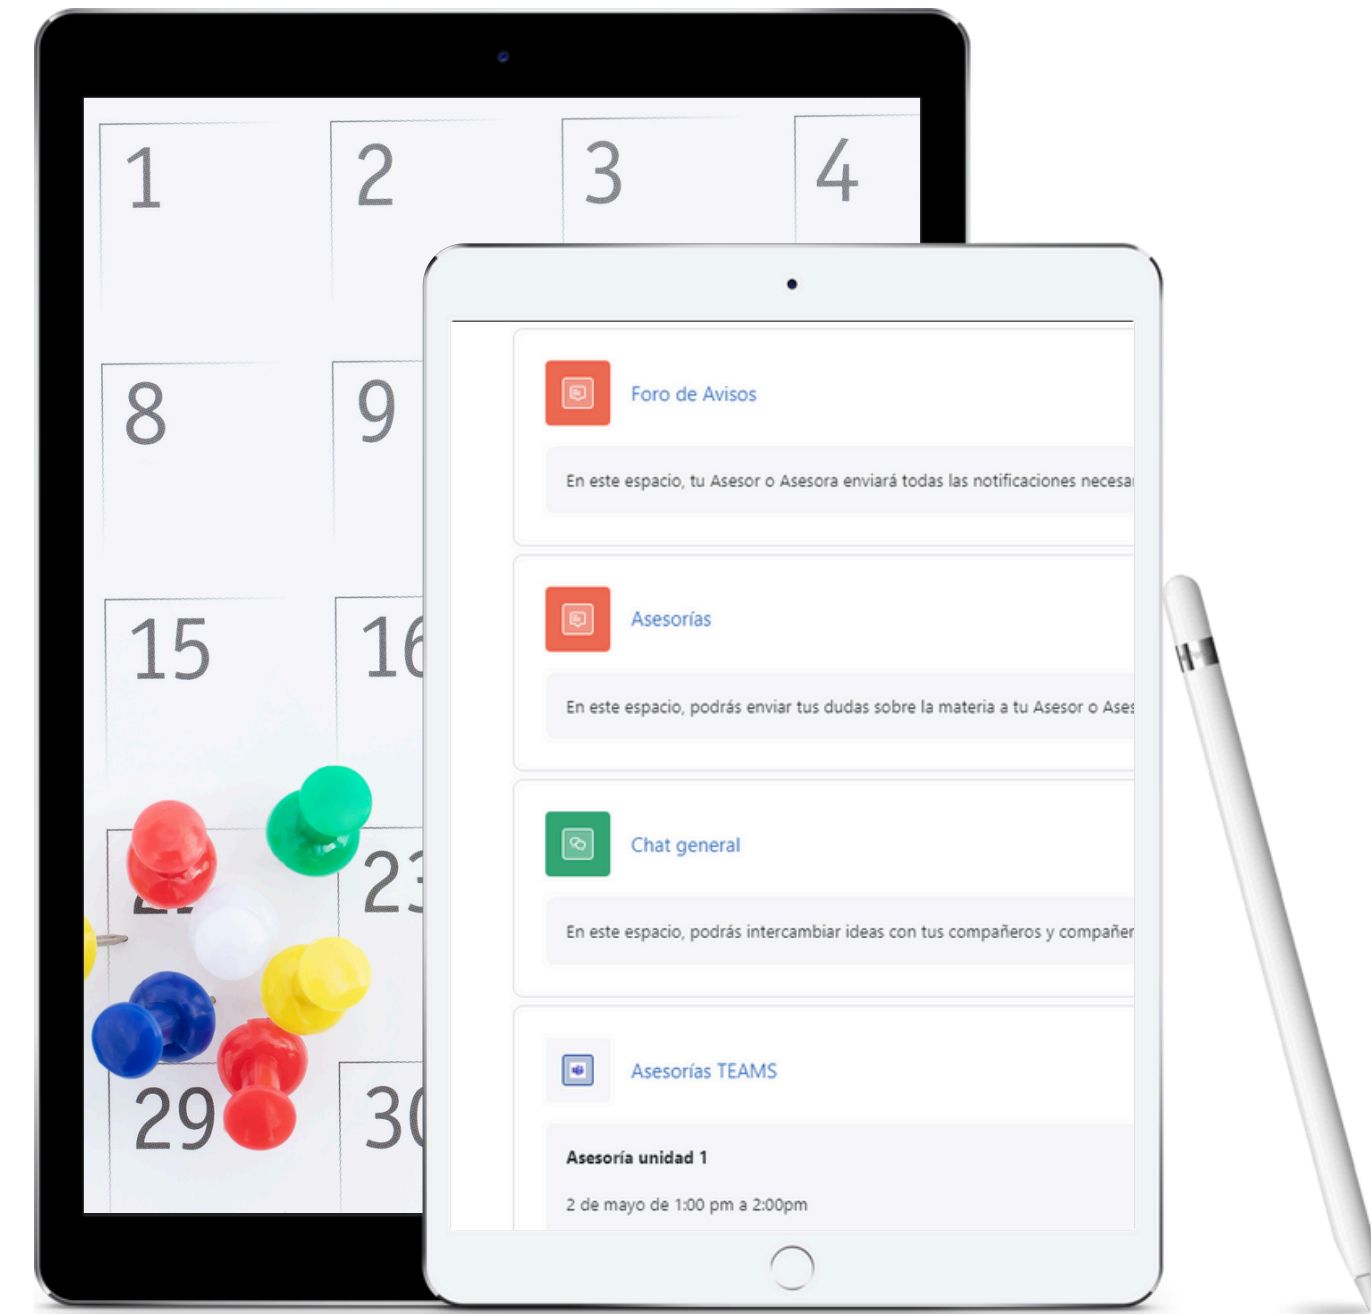 1 2 3 4
8 9
15 16
29 30
Foro de Avisos
En este espacio, tu Asesor o Asesora enviará todas las notificaciones
Asesorías
En este espacio, podrás enviar tus dudas sobre la materia a tu Asesor o
Chat general
En este espacio, podrás intercambiar ideas con tus compañeros y
Asesorías TEAMS
Asesoría unidad 1
2 de mayo de 1:00 pm a 2:00pm